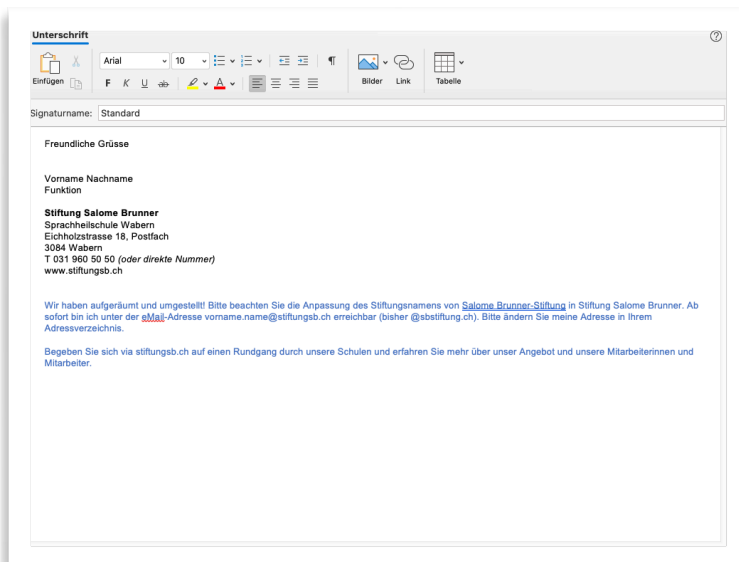 Unterschrift
Einfügen
Arial
10
F K U ab A
Bilder Link Tabelle
Signaturname: Standard
Freundliche Grüsse
Vorname Nachname
Funktion
Stiftung Salome Brunner
Sprachheilschule Wabern
Eichholzstrasse 18, Postfach
3084 Wabern
T 031 960 50 50 (oder direkte Nummer)
www.stiftungsb.ch
Wir haben aufgeräumt und umgestellt! Bitte beachten Sie die Anpassung des Stiftungsnamens von Salome Brunner-Stiftung in Stiftung Salome Brunner. Ab
sofort bin ich unter der eMail-Adresse vorname.name@stiftungsb.ch erreichbar (bisher @sbstiftung.ch). Bitte ändern Sie meine Adresse in Ihrem
Adressverzeichnis.
Begeben Sie sich via stiftungsb.ch auf einen Rundgang durch unsere Schulen und erfahren Sie mehr über unser Angebot und unsere Mitarbeiterinnen und
Mitarbeiter.